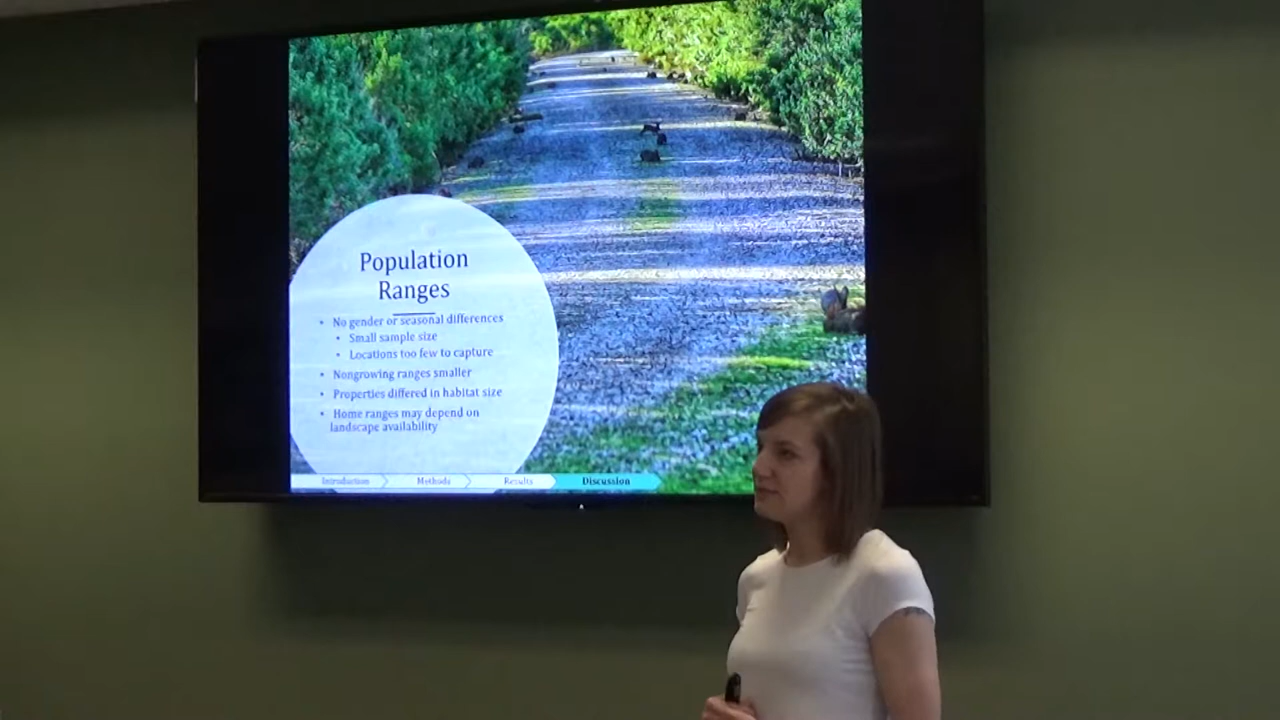 Population
Ranges
• No gender or seasonal differences
• Small sample size
• Locations too few to capture
• Nongrowing ranges smaller
• Properties differed in habitat size
• Home ranges may depend on
landscape availability
Introduction
Methods
Results
Discussion